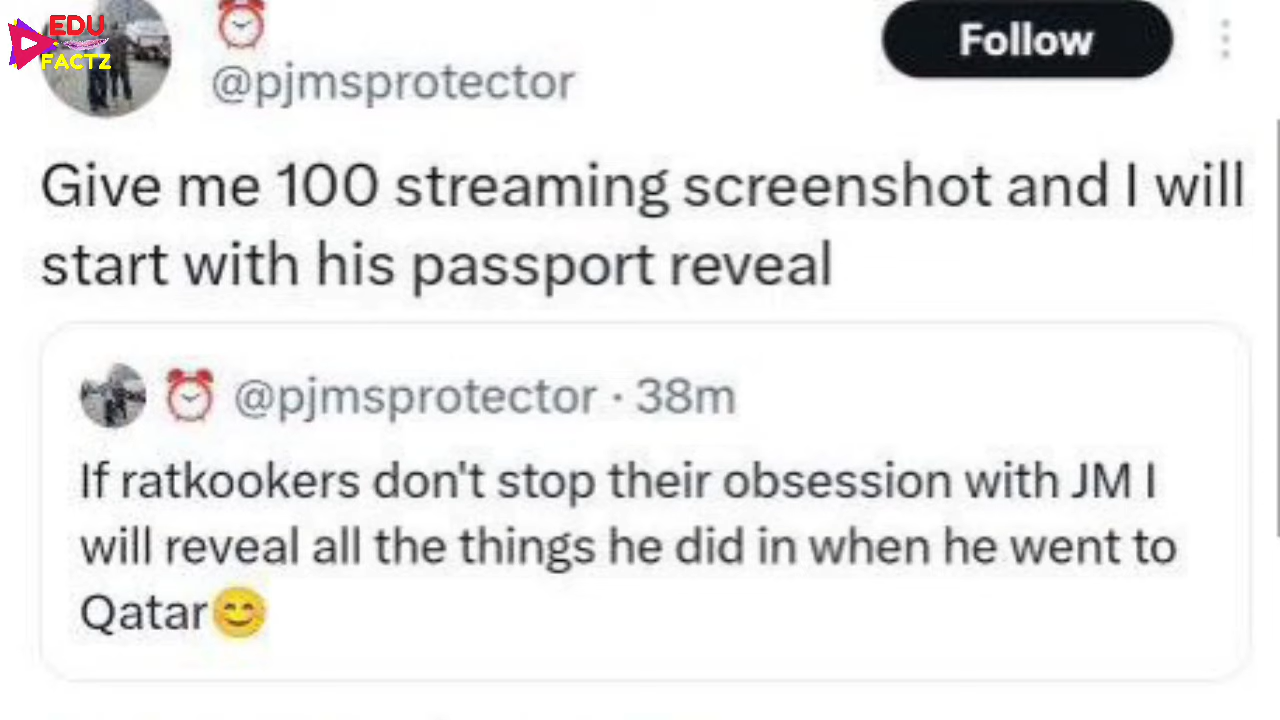 EDU
FACTZ
⏰
Follow
@pjmsprotector
Give me 100 streaming screenshot and I will
start with his passport reveal
⏰ @pjmsprotector · 38m
If ratkookers don't stop their obsession with JM I
will reveal all the things he did in when he went to
Qatar😊